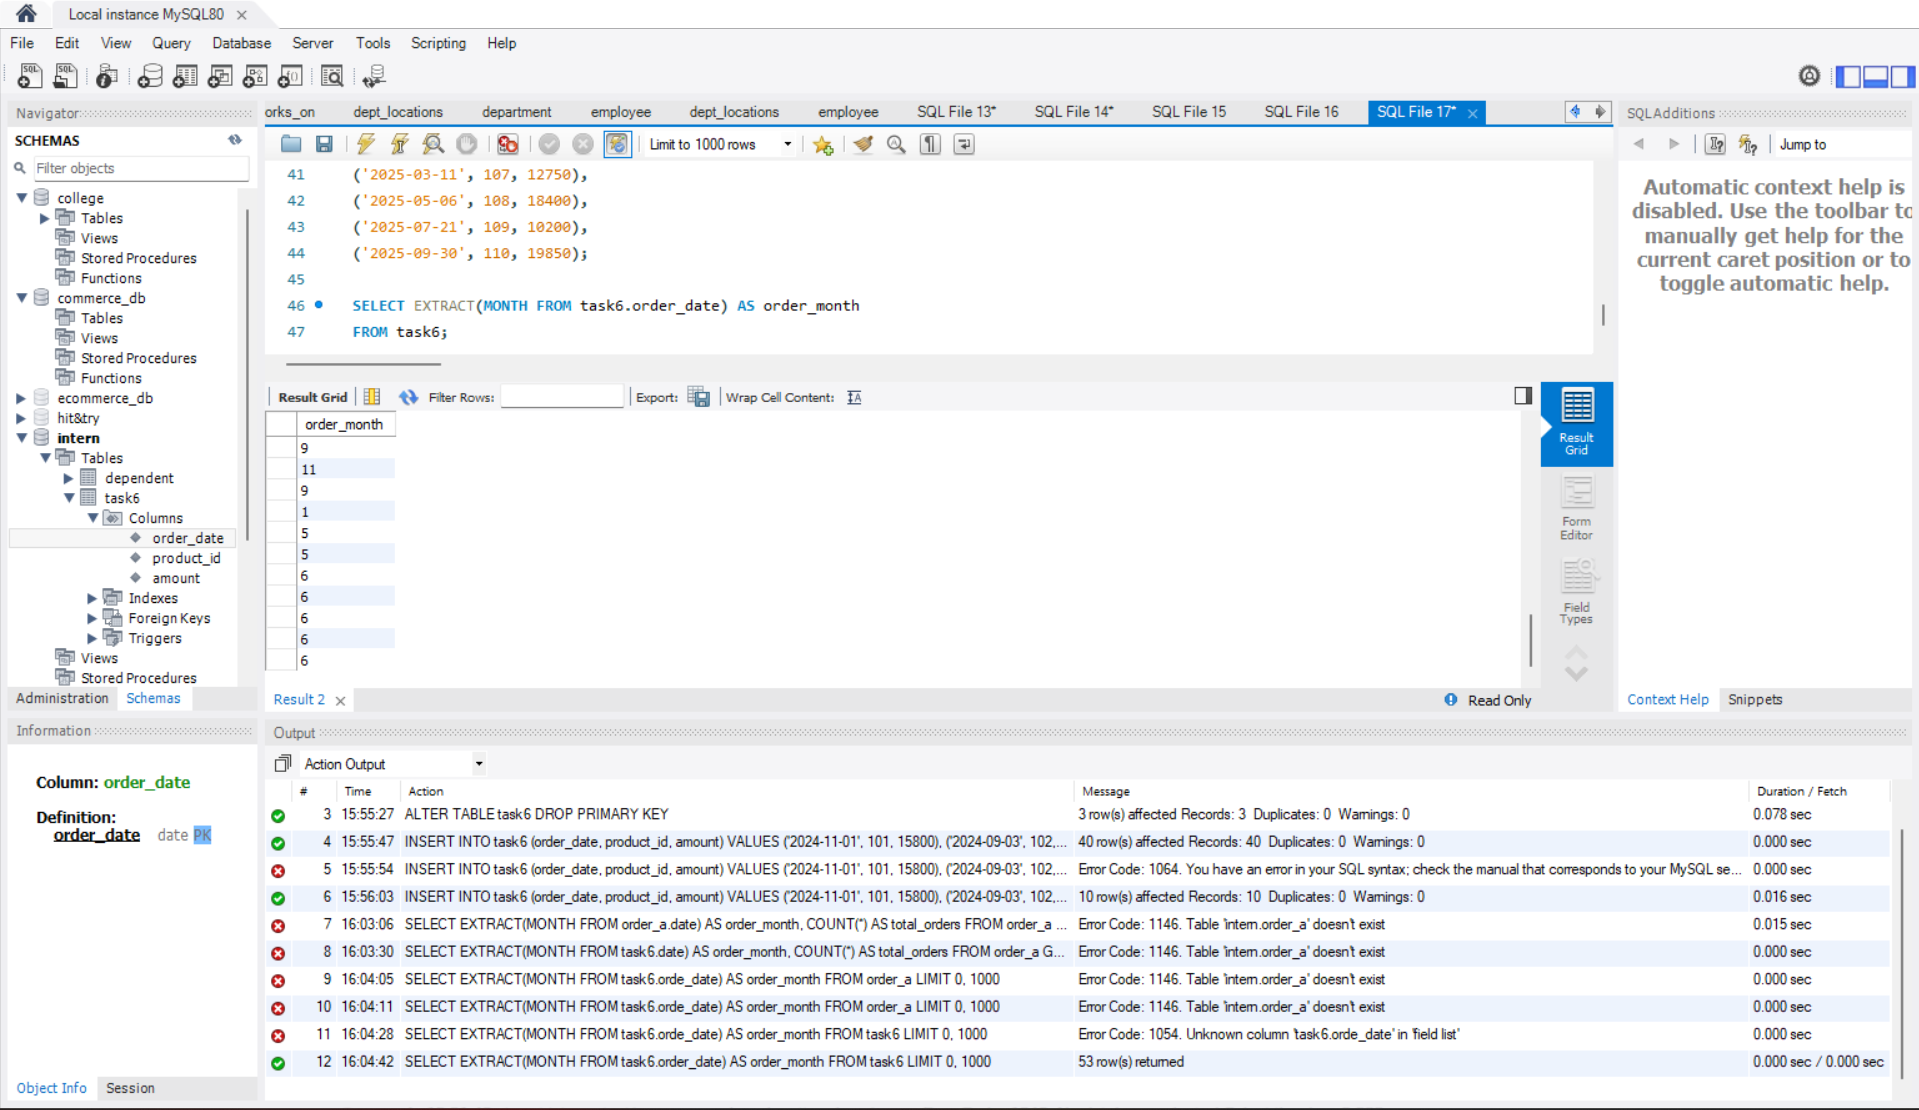 Local instance MySQL80
File Edit View Query Database Server Tools Scripting Help
Navigator
SCHEMAS
Filter objects
college
Tables
Views
Stored Procedures
Functions
commerce_db
Tables
Views
Stored Procedures
Functions
ecommerce_db
hit&try
intern
Tables
dependent
task6
Columns
order_date
product_id
amount
Indexes
Foreign Keys
Triggers
Views
Stored Procedures
Administration Schemas
Information
Column: order_date
Definition:
order_date date PK
Object Info Session
orks_on dept_locations department employee dept_locations employee SQL File 13* SQL File 14* SQL File 15 SQL File 16 SQL File 17*
Limit to 1000 rows
41 ('2025-03-11', 107, 12750),
42 ('2025-05-06', 108, 18400),
43 ('2025-07-21', 109, 10200),
44 ('2025-09-30', 110, 19850);
45
46 SELECT EXTRACT(MONTH FROM task6.order_date) AS order_month
47 FROM task6;
Result Grid Filter Rows: Export: Wrap Cell Content:
order_month
9
11
9
1
5
5
6
6
6
6
6
Result Grid
Form Editor
Field Types
Result 2 Read Only
SQLAdditions
Jump to
Automatic context help is
disabled. Use the toolbar to
manually get help for the
current caret position or to
toggle automatic help.
Context Help Snippets
Output
Action Output
# Time Action Message Duration / Fetch
3 15:55:27 ALTER TABLE task6 DROP PRIMARY KEY 3 row(s) affected Records: 3 Duplicates: 0 Warnings: 0 0.078 sec
4 15:55:47 INSERT INTO task6 (order_date, product_id, amount) VALUES ('2024-11-01', 101, 15800), ('2024-09-03', 102,... 40 row(s) affected Records: 40 Duplicates: 0 Warnings: 0 0.000 sec
5 15:55:54 INSERT INTO task6 (order_date, product_id, amount) VALUES ('2024-11-01', 101, 15800), ('2024-09-03', 102,... Error Code: 1064. You have an error in your SQL syntax; check the manual that corresponds to your MySQL se... 0.000 sec
6 15:56:03 INSERT INTO task6 (order_date, product_id, amount) VALUES ('2024-11-01', 101, 15800), ('2024-09-03', 102,... 10 row(s) affected Records: 10 Duplicates: 0 Warnings: 0 0.016 sec
7 16:03:06 SELECT EXTRACT(MONTH FROM order_a.date) AS order_month, COUNT(*) AS total_orders FROM order_a ... Error Code: 1146. Table 'intern.order_a' doesn't exist 0.015 sec
8 16:03:30 SELECT EXTRACT(MONTH FROM task6.date) AS order_month, COUNT(*) AS total_orders FROM order_a G... Error Code: 1146. Table 'intern.order_a' doesn't exist 0.000 sec
9 16:04:05 SELECT EXTRACT(MONTH FROM task6.orde_date) AS order_month FROM order_a LIMIT 0, 1000 Error Code: 1146. Table 'intern.order_a' doesn't exist 0.000 sec
10 16:04:11 SELECT EXTRACT(MONTH FROM task6.orde_date) AS order_month FROM order_a LIMIT 0, 1000 Error Code: 1146. Table 'intern.order_a' doesn't exist 0.000 sec
11 16:04:28 SELECT EXTRACT(MONTH FROM task6.orde_date) AS order_month FROM task6 LIMIT 0, 1000 Error Code: 1054. Unknown column 'task6.orde_date' in 'field list' 0.000 sec
12 16:04:42 SELECT EXTRACT(MONTH FROM task6.order_date) AS order_month FROM task6 LIMIT 0, 1000 53 row(s) returned 0.000 sec / 0.000 sec